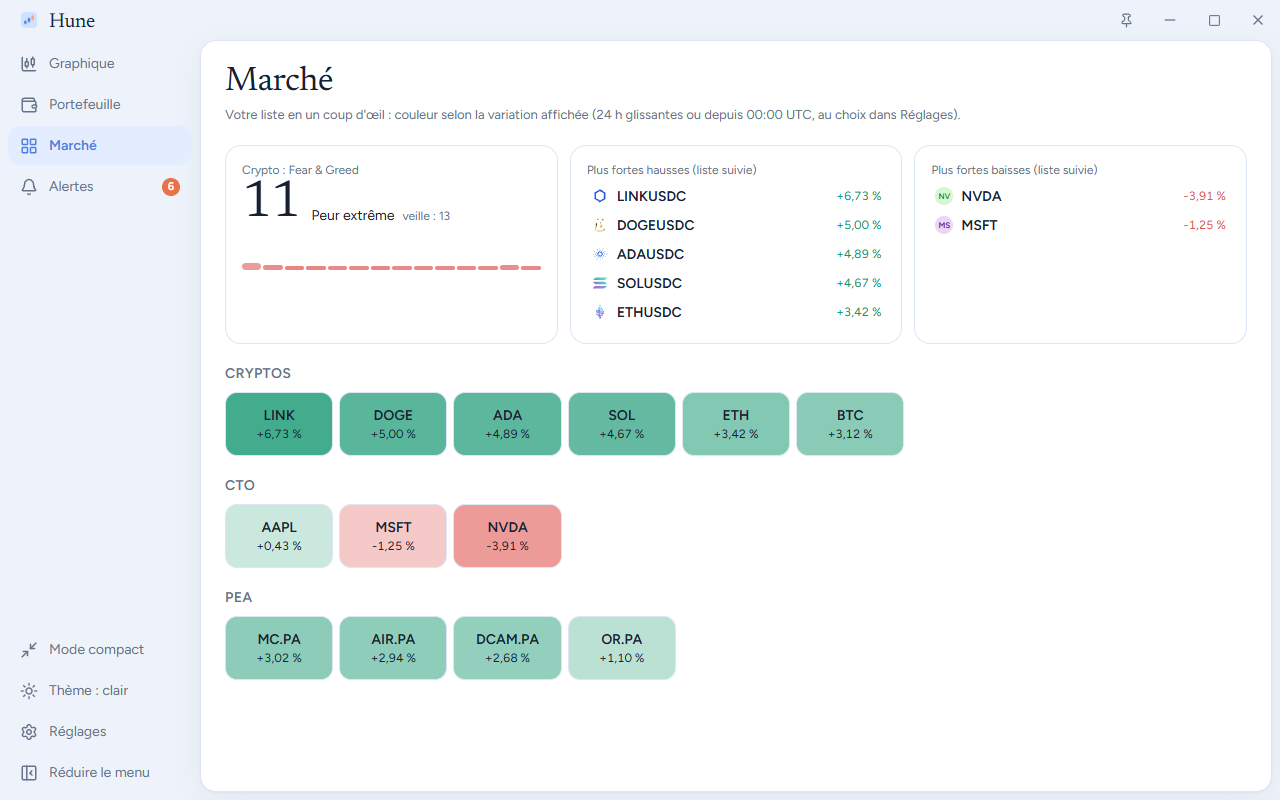 Hune
Graphique
Portefeuille
Marché
Alertes
6
Mode compact
Thème : clair
Réglages
Réduire le menu
Marché
Votre liste en un coup d'œil : couleur selon la variation affichée (24 h glissantes ou depuis 00:00 UTC, au choix dans Réglages).
Crypto : Fear & Greed
11 Peur extrême veille : 13
Plus fortes hausses (liste suivie)
LINKUSDC +6,73 %
DOGEUSDC +5,00 %
ADAUSDC +4,89 %
SOLUSDC +4,67 %
ETHUSDC +3,42 %
Plus fortes baisses (liste suivie)
NV NVDA -3,91 %
MS MSFT -1,25 %
CRYPTOS
LINK DOGE ADA SOL ETH BTC
+6,73 % +5,00 % +4,89 % +4,67 % +3,42 % +3,12 %
CTO
AAPL MSFT NVDA
+0,43 % -1,25 % -3,91 %
PEA
MC.PA AIR.PA DCAM.PA OR.PA
+3,02 % +2,94 % +2,68 % +1,10 %